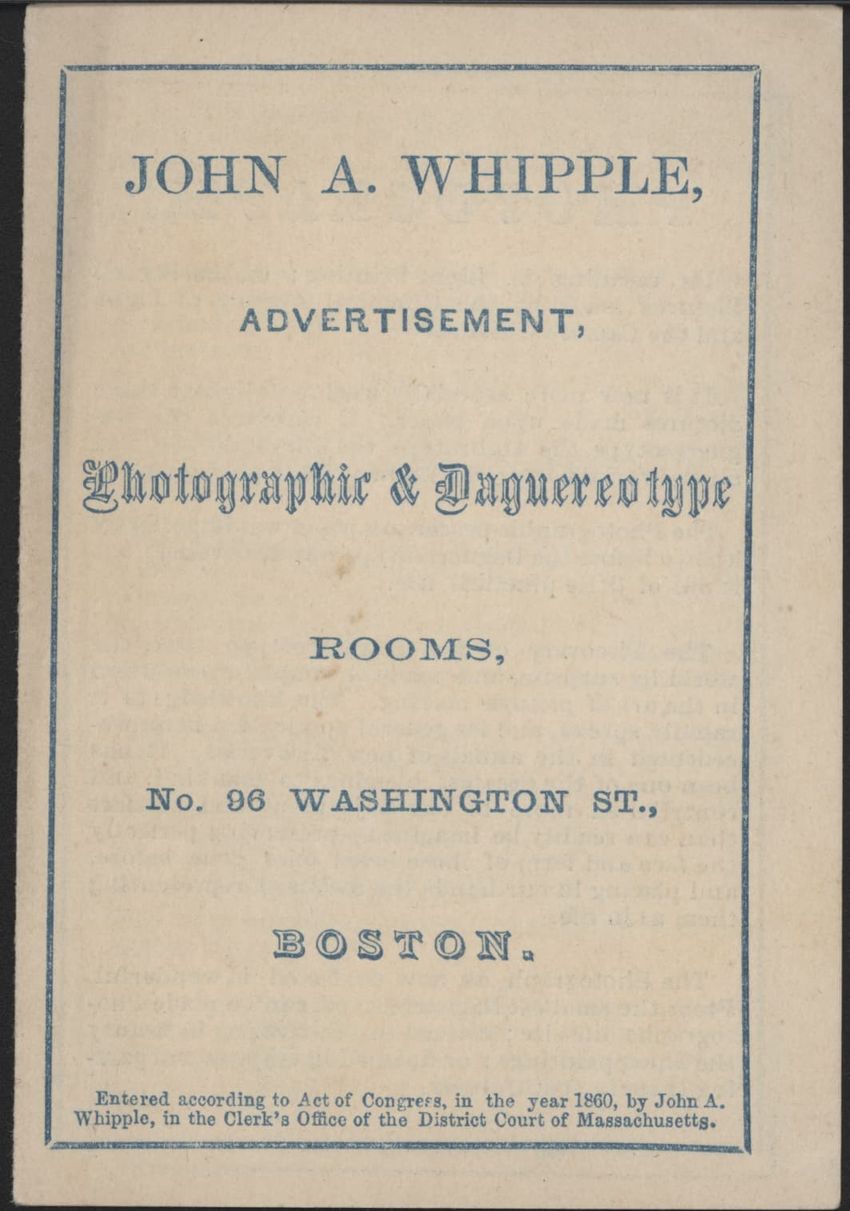 JOHN A. WHIPPLE,
ADVERTISEMENT,
Photographic & Daguereotype
ROOMS,
No. 96 WASHINGTON ST.,
BOSTON.
Entered according to Act of Congress, in the year 1860, by John A.
Whipple, in the Clerk's Office of the District Court of Massachusetts.